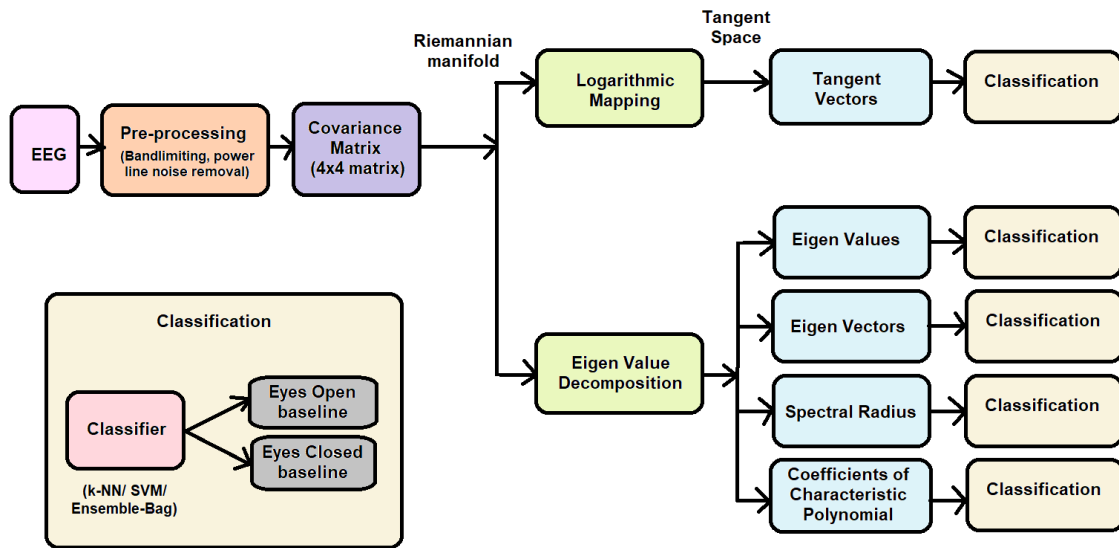 EEG
Pre-processing
(Bandlimiting, power
line noise removal)
Covariance
Matrix
(4x4 matrix)
Riemannian
manifold
Logarithmic
Mapping
Tangent
Space
Tangent
Vectors
Classification
Eigen Value
Decomposition
Eigen Values
Classification
Eigen Vectors
Classification
Spectral Radius
Classification
Coefficients of
Characteristic
Polynomial
Classification
Classification
Classifier
(k-NN/ SVM/
Ensemble-Bag)
Eyes Open
baseline
Eyes Closed
baseline